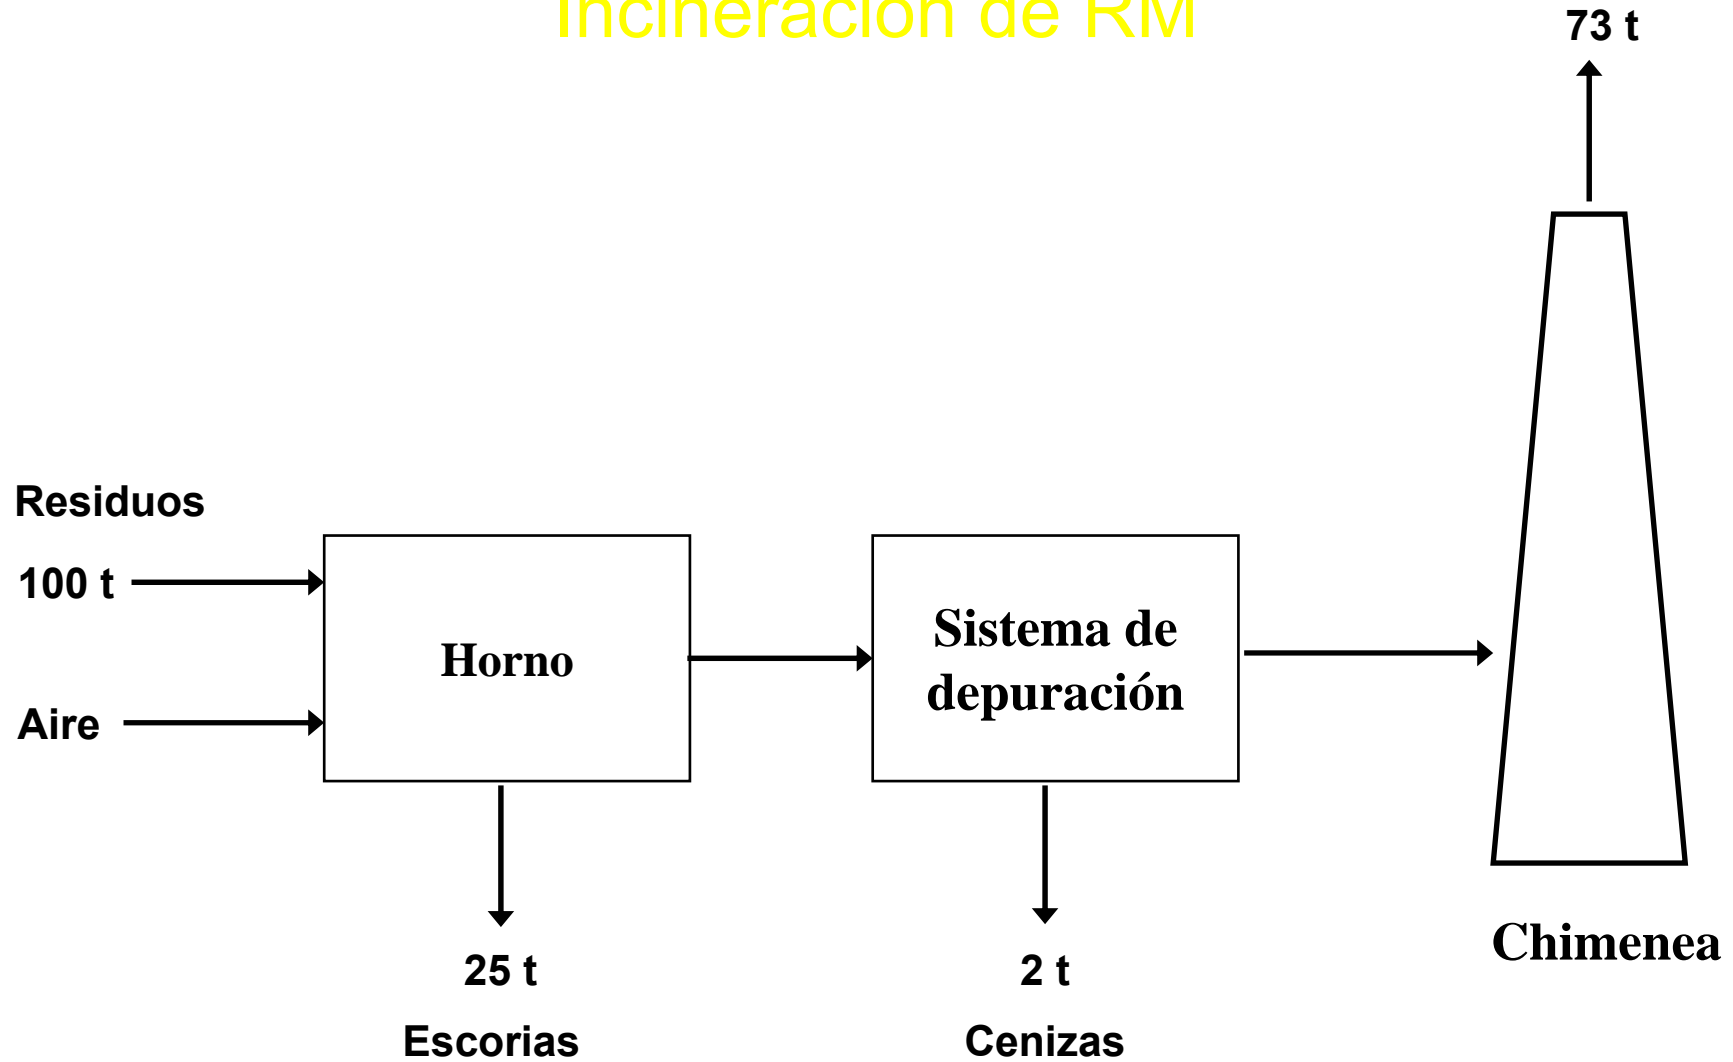 Incineración de RM
73 t
Residuos
100 t
Aire
Horno
Sistema de
depuración
25 t
Escorias
2 t
Cenizas
Chimenea